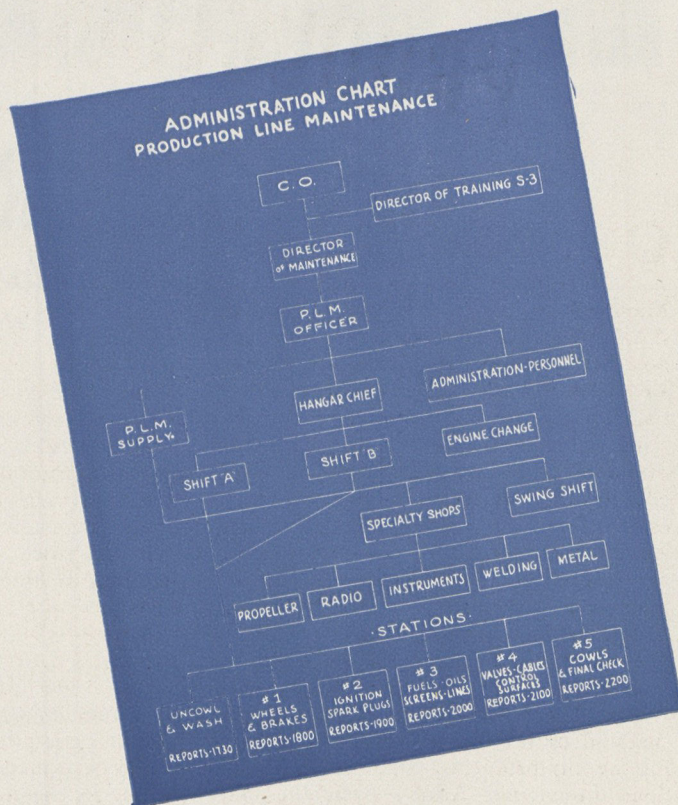 ADMINISTRATION CHART
PRODUCTION LINE MAINTENANCE
C. O.
DIRECTOR OF TRAINING S-3
DIRECTOR
OF MAINTENANCE
P. L. M.
OFFICER
ADMINISTRATION-PERSONNEL
HANGAR CHIEF
P. L. M.
SUPPLY.
ENGINE CHANGE
SHIFT 'B'
SHIFT 'A'
SWING SHIFT
SPECIALTY SHOPS
METAL
WELDING
INSTRUMENTS
RADIO
PROPELLER
·STATIONS·
UNCOWL
& WASH
REPORTS-1730
#1
WHEELS
& BRAKES
REPORTS-1800
#2
IGNITION
SPARK PLUGS
REPORTS-1900
#3
FUELS-OILS
SCREENS-LINES
REPORTS-2000
#4
VALVES-CABLES
CONTROL
SURFACES
REPORTS-2100
#5
COWLS
& FINAL CHECK
REPORTS-2200